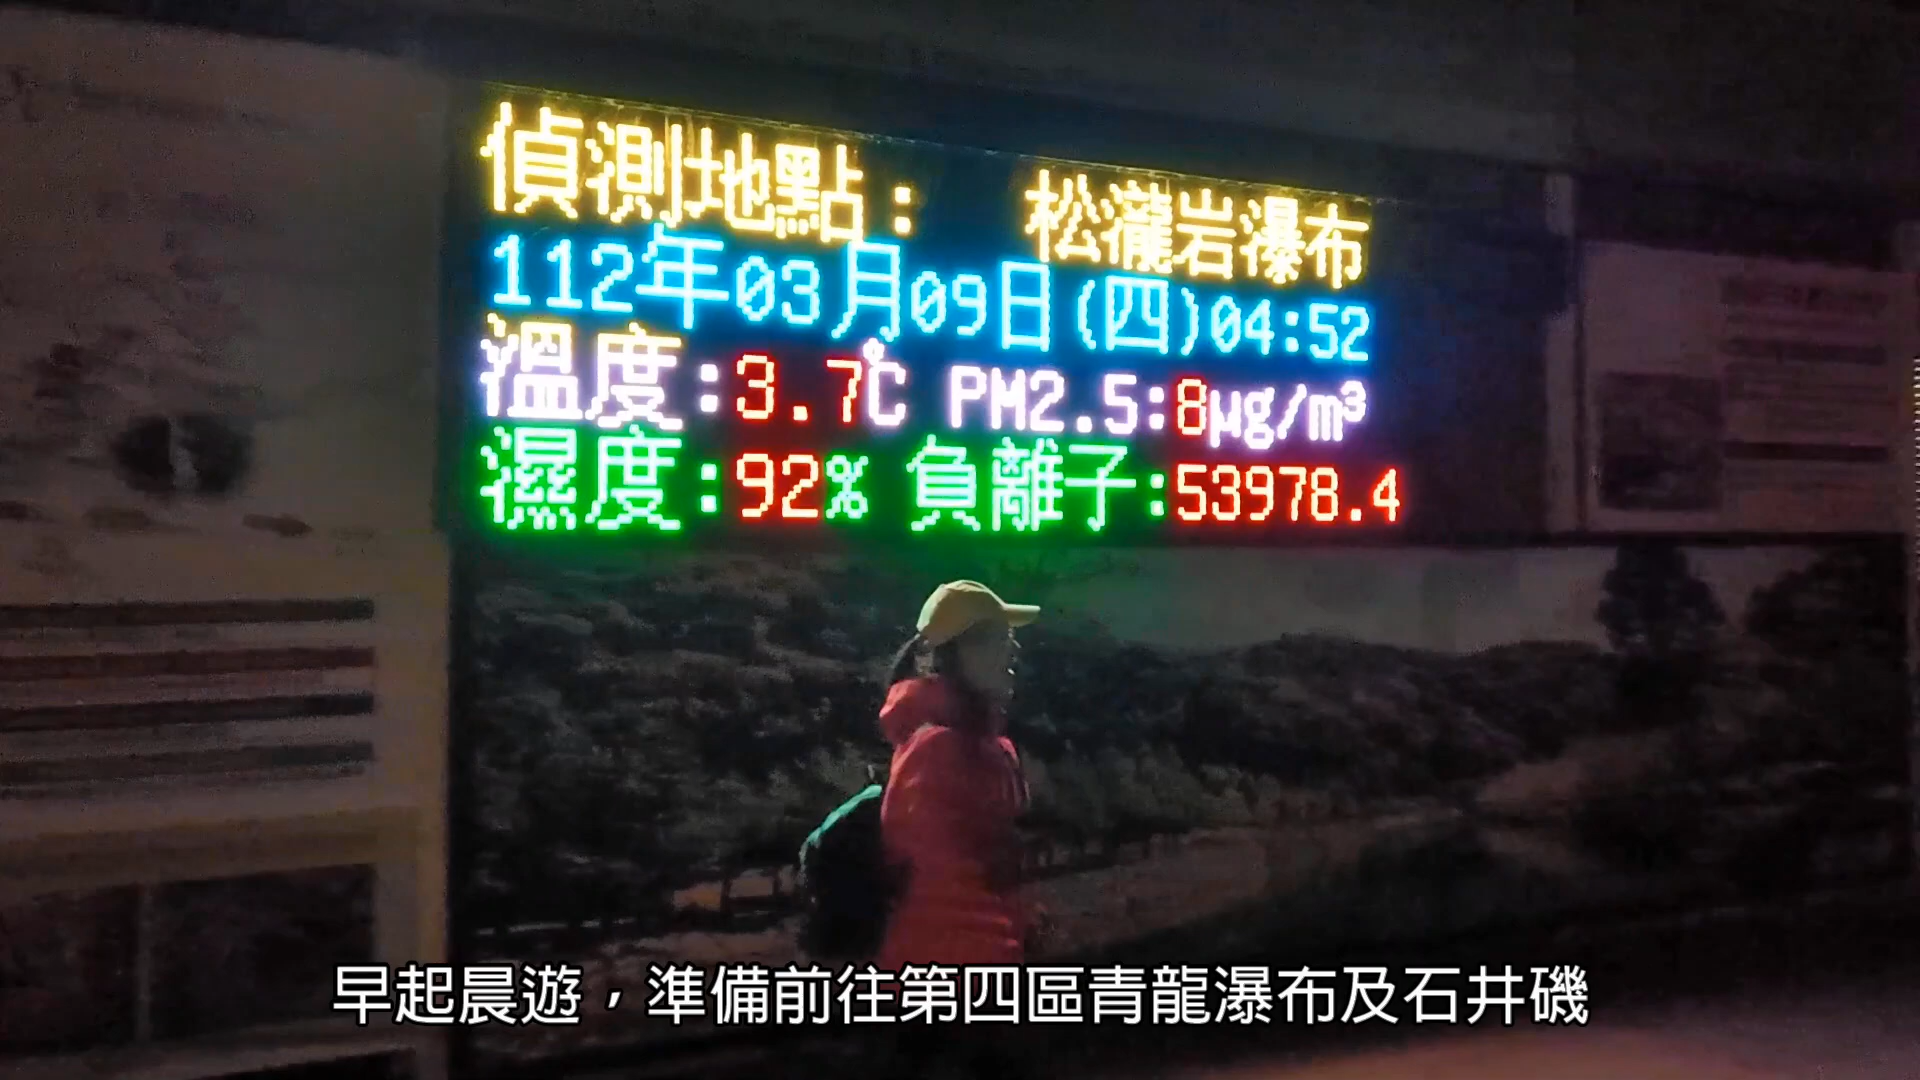 偵測地點： 松瀧岩瀑布
112年03月09日(四)04:52
溫度:3.7℃ PM2.5:8μg/m³
濕度:92% 負離子:53978.4
早起晨遊，準備前往第四區青龍瀑布及石井磯